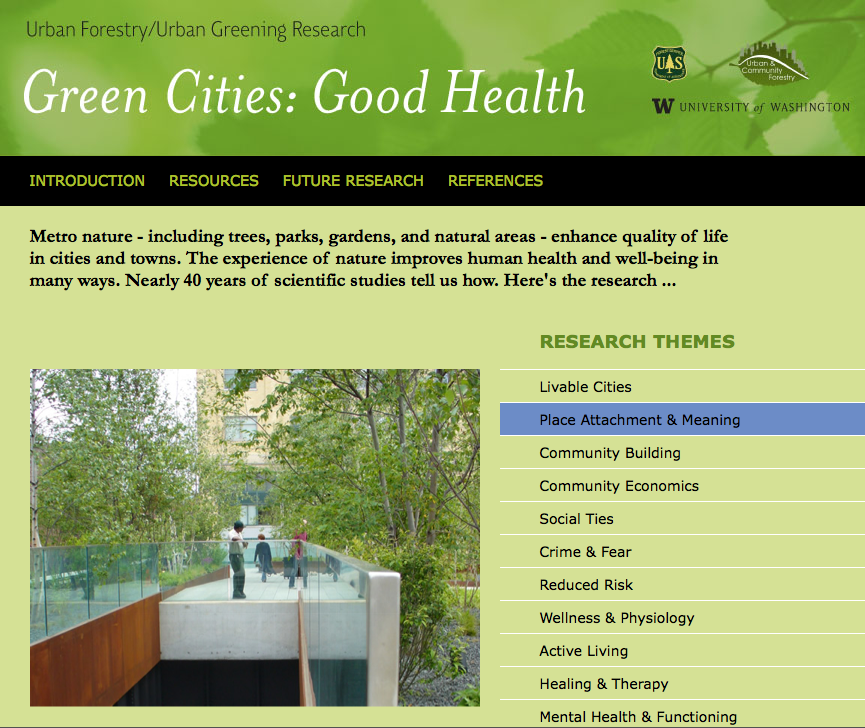 Urban Forestry/Urban Greening Research
Green Cities: Good Health
UAS
Urban &
Community
Forestry
W UNIVERSITY of WASHINGTON
INTRODUCTION RESOURCES FUTURE RESEARCH REFERENCES
Metro nature - including trees, parks, gardens, and natural areas - enhance quality of life
in cities and towns. The experience of nature improves human health and well-being in
many ways. Nearly 40 years of scientific studies tell us how. Here's the research ...
RESEARCH THEMES
Livable Cities
Place Attachment & Meaning
Community Building
Community Economics
Social Ties
Crime & Fear
Reduced Risk
Wellness & Physiology
Active Living
Healing & Therapy
Mental Health & Functioning